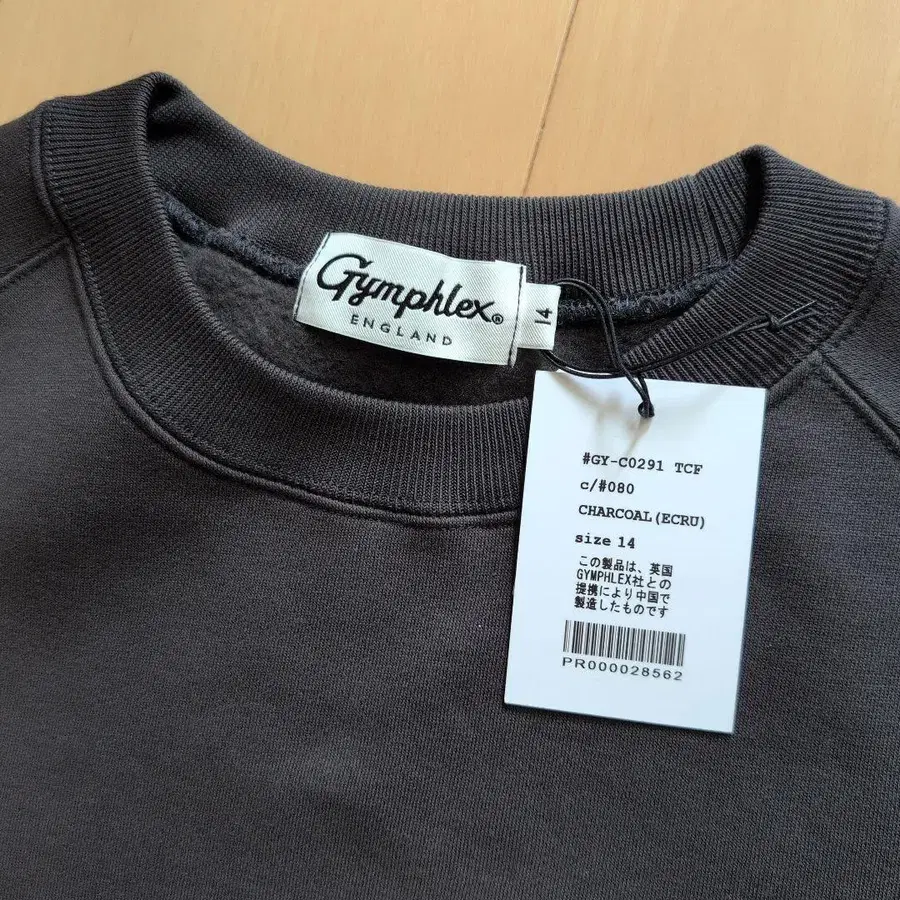 Gymphlex®
ENGLAND
14
#GY-C0291 TCF
c/#080
CHARCOAL(ECRU)
size 14
この製品は、英国
GYMPHLEX社との
提携により中国で
製造したものです
PR000028562